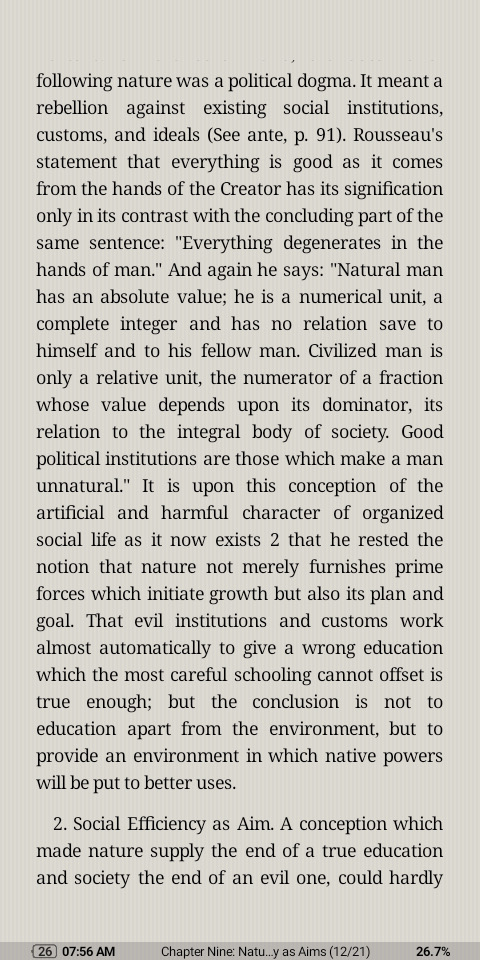 following nature was a political dogma. It meant a
rebellion against existing social institutions,
customs, and ideals (See ante, p. 91). Rousseau's
statement that everything is good as it comes
from the hands of the Creator has its signification
only in its contrast with the concluding part of the
same sentence: "Everything degenerates in the
hands of man." And again he says: "Natural man
has an absolute value; he is a numerical unit, a
complete integer and has no relation save to
himself and to his fellow man. Civilized man is
only a relative unit, the numerator of a fraction
whose value depends upon its dominator, its
relation to the integral body of society. Good
political institutions are those which make a man
unnatural." It is upon this conception of the
artificial and harmful character of organized
social life as it now exists 2 that he rested the
notion that nature not merely furnishes prime
forces which initiate growth but also its plan and
goal. That evil institutions and customs work
almost automatically to give a wrong education
which the most careful schooling cannot offset is
true enough; but the conclusion is not to
education apart from the environment, but to
provide an environment in which native powers
will be put to better uses.
2. Social Efficiency as Aim. A conception which
made nature supply the end of a true education
and society the end of an evil one, could hardly
26 07:56 AM Chapter Nine: Natu...y as Aims (12/21) 26.7%